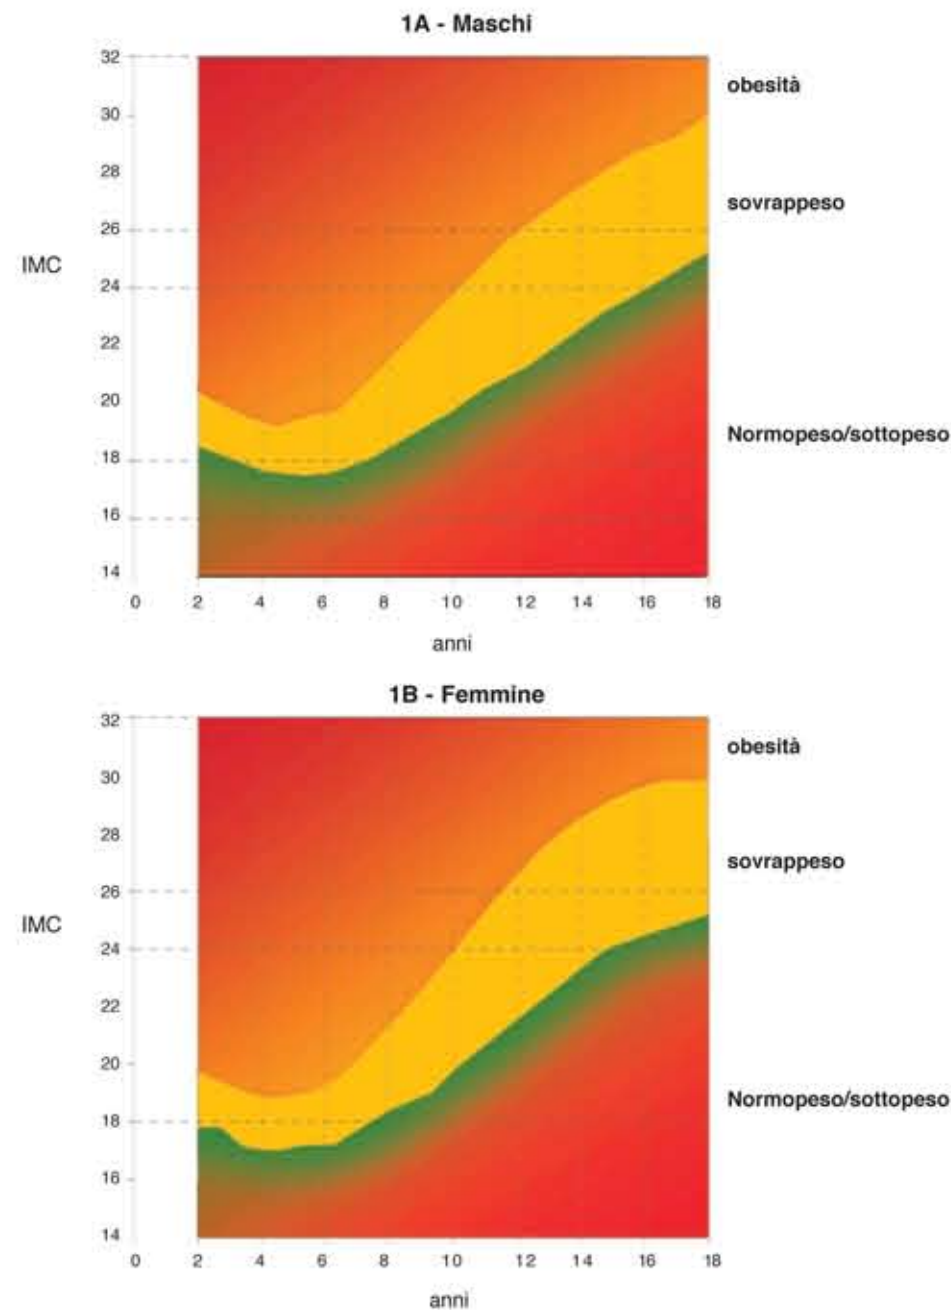 1A - Maschi
32
30
28
26
24
22
20
18
16
14
IMC
obesità
sovrappeso
Normopeso/sottopeso
0 2 4 6 8 10 12 14 16 18
anni
1B - Femmine
32
30
28
26
24
22
20
18
16
14
IMC
obesità
sovrappeso
Normopeso/sottopeso
0 2 4 6 8 10 12 14 16 18
anni